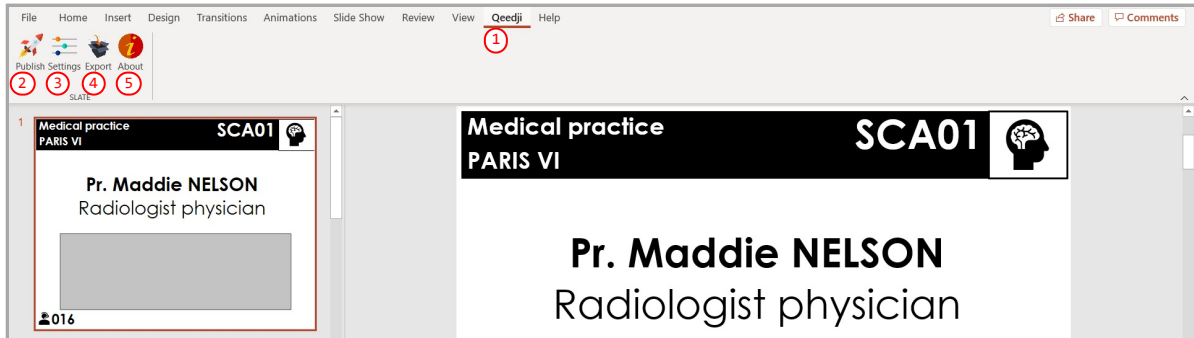 File Home Insert Design Transitions Animations Slide Show Review View Qeedji Help Share Comments
1
Publish Settings Export About
2 3 4 5
SLATE
1
Medical practice SCA01
PARIS VI
Pr. Maddie NELSON
Radiologist physician
016
Medical practice SCA01
PARIS VI
Pr. Maddie NELSON
Radiologist physician